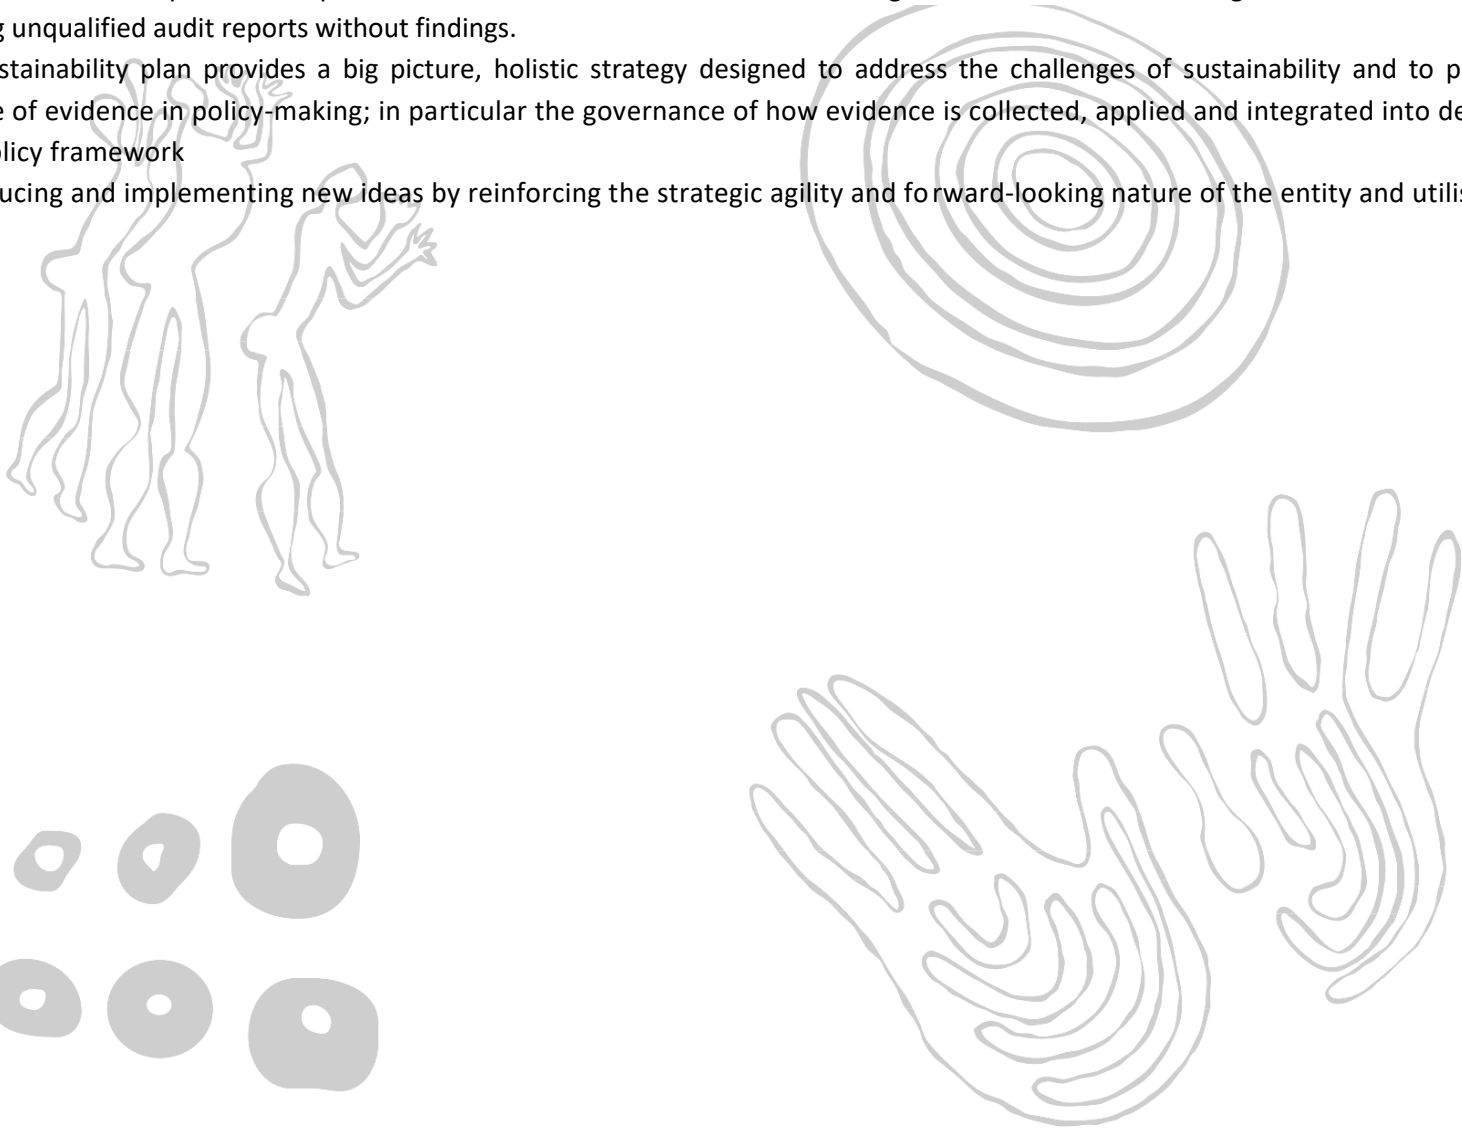 unqualified audit reports without findings.
stainability plan provides a big picture, holistic strategy designed to address the challenges of sustainability and to p
e of evidence in policy-making; in particular the governance of how evidence is collected, applied and integrated into de
olicy framework
ucing and implementing new ideas by reinforcing the strategic agility and forward-looking nature of the entity and utilis